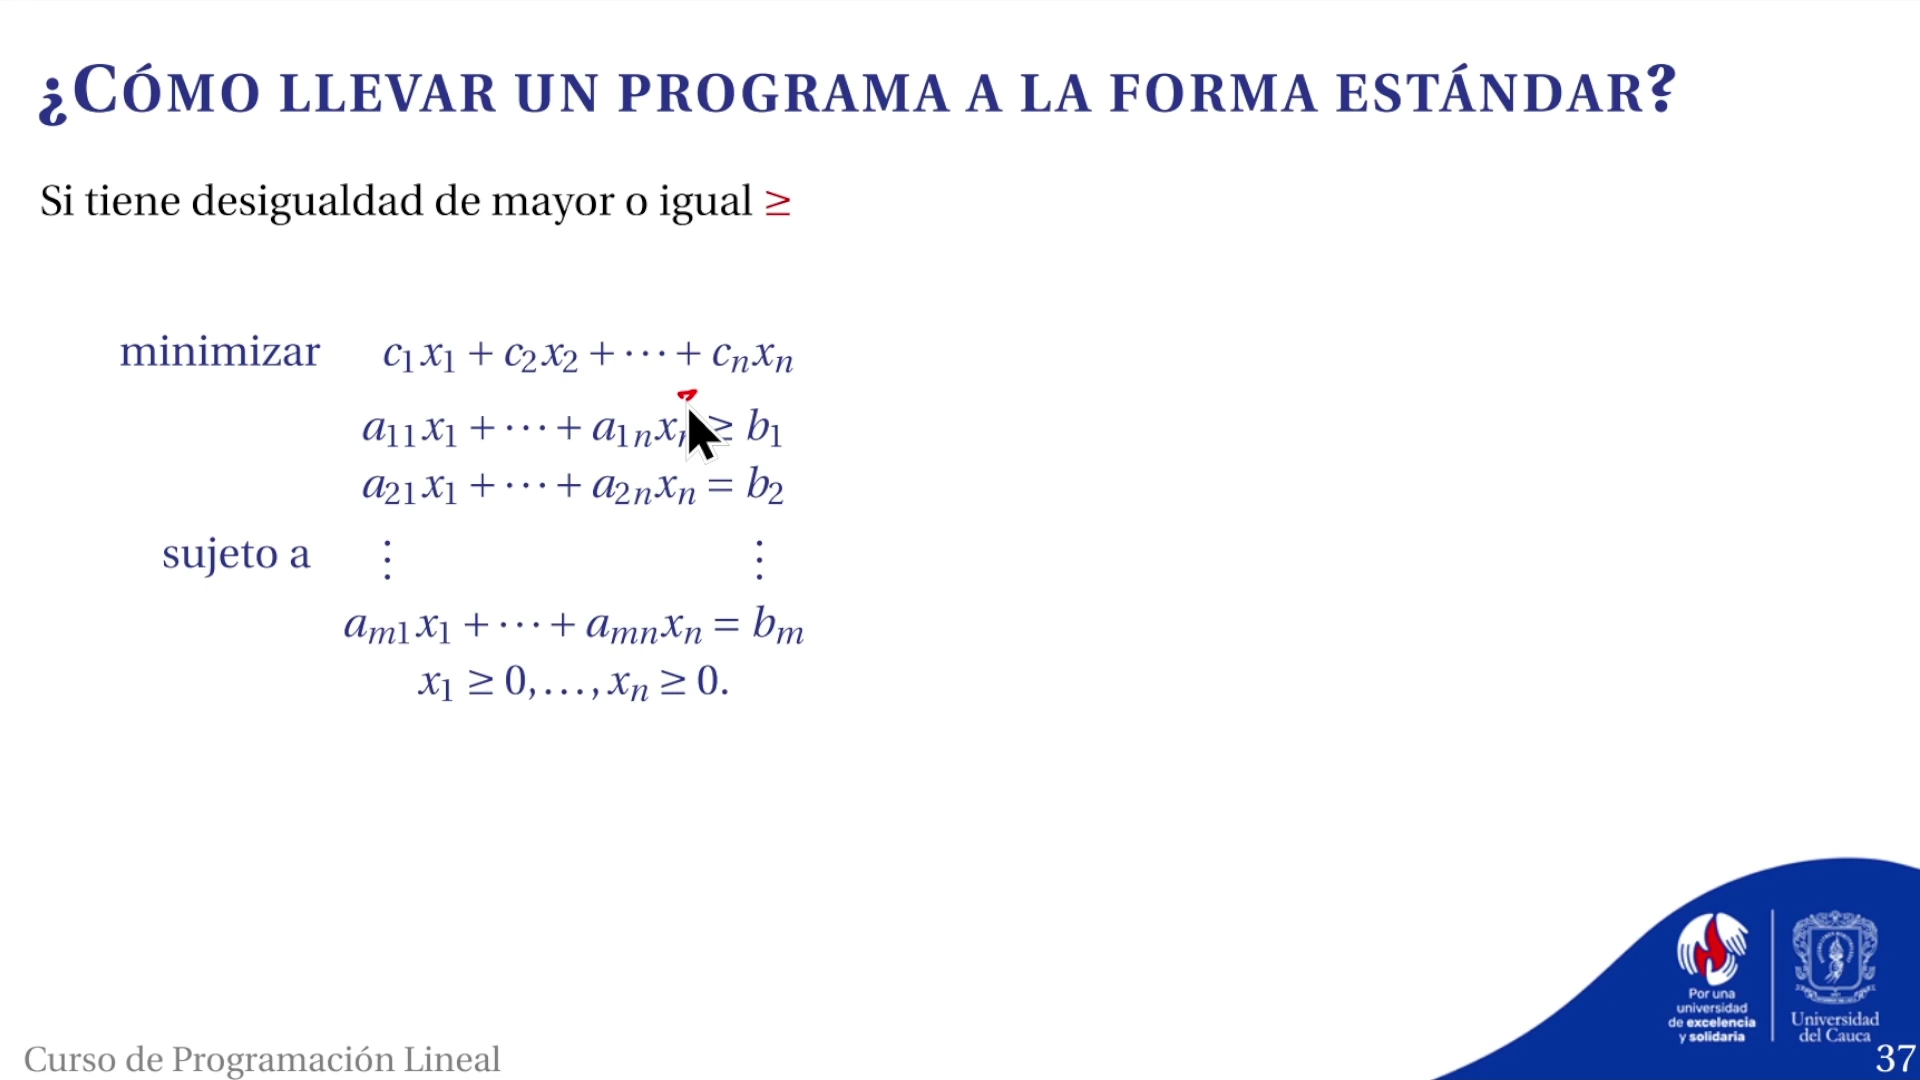 ¿CÓMO LLEVAR UN PROGRAMA A LA FORMA ESTÁNDAR?
Si tiene desigualdad de mayor o igual ≥
minimizar c₁x₁ + c₂x₂ + ··· + cₙxₙ
a₁₁x₁ + ··· + a₁ₙxₙ ≥ b₁
a₂₁x₁ + ··· + a₂ₙxₙ = b₂
sujeto a ⋮ ⋮
aₘ₁x₁ + ··· + aₘₙxₙ = bₘ
x₁ ≥ 0,..., xₙ ≥ 0.
Por una
universidad
de excelencia
y solidaria
Universidad
del Cauca
Curso de Programación Lineal
37